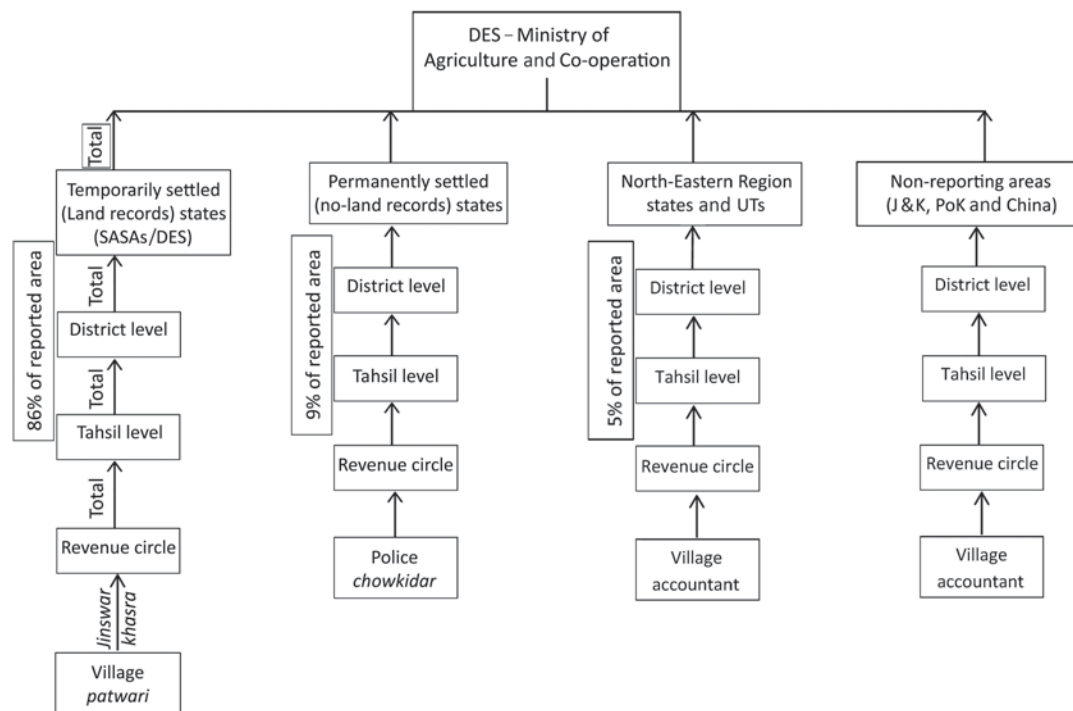 DES – Ministry of
Agriculture and Co-operation
Total
Temporarily settled
(Land records) states
(SASAs/DES)
86% of reported area
Total
District level
Total
Tahsil level
Total
Revenue circle
Jinswar
khasra
Village
patwari
Permanently settled
(no-land records) states
9% of reported area
District level
Tahsil level
Revenue circle
Police
chowkidar
North-Eastern Region
states and UTs
5% of reported area
District level
Tahsil level
Revenue circle
Village
accountant
Non-reporting areas
(J &K, PoK and China)
District level
Tahsil level
Revenue circle
Village
accountant